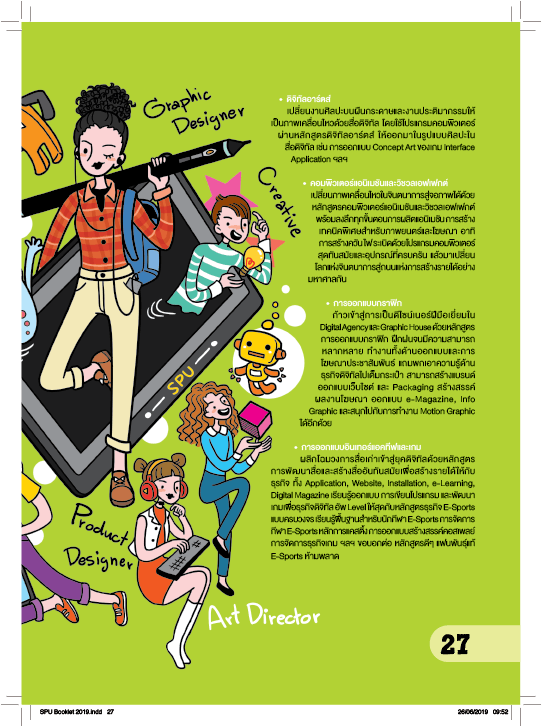 Graphic
Designer
Creative
SPU
Product
Designer
Art Director
• ดิจิทัลอาร์ตส์
เปลี่ยนงานศิลปะบนผืนกระดาษและงานประติมากรรมให้
เป็นภาพเคลื่อนไหวด้วยสื่อดิจิทัล โดยใช้โปรแกรมคอมพิวเตอร์
ผ่านหลักสูตรดิจิทัลอาร์ตส์ ให้ออกมาในรูปแบบศิลปะใน
สื่อดิจิทัล เช่น การออกแบบ Concept Art ของเกม Interface
Application ฯลฯ
• คอมพิวเตอร์แอนิเมชันและวิชวลเอฟเฟกต์
เปลี่ยนภาพเคลื่อนไหวในจินตนาการสู่จอภาพได้ด้วย
หลักสูตรคอมพิวเตอร์แอนิเมชันและวิชวลเอฟเฟกต์
พร้อมลงลึกทุกขั้นตอนการผลิตแอนิเมชัน การสร้าง
เทคนิคพิเศษสำหรับภาพยนตร์และโฆษณา อาทิ
การสร้างควันไฟระเบิดด้วยโปรแกรมคอมพิวเตอร์
สุดทันสมัยและอุปกรณ์ที่ครบครัน แล้วมาเปลี่ยน
โลกแห่งจินตนาการสู่ถนนแห่งการสร้างรายได้อย่าง
มหาศาลกัน
• การออกแบบกราฟิก
ก้าวเข้าสู่การเป็นดีไซน์เนอร์ฝีมือเยี่ยมใน
Digital Agency และ Graphic House ด้วยหลักสูตร
การออกแบบกราฟิก ฝึกฝนจนมีความสามารถ
หลากหลาย ทำงานทั้งด้านออกแบบและการ
โฆษณาประชาสัมพันธ์ แถมพกเอาความรู้ด้าน
ธุรกิจดิจิทัลไปเต็มกระเป๋า สามารถสร้างแบรนด์
ออกแบบเว็บไซต์ และ Packaging สร้างสรรค์
ผลงานโฆษณา ออกแบบ e-Magazine, Info
Graphic และสนุกไปกับการทำงาน Motion Graphic
ได้อีกด้วย
• การออกแบบอินเทอร์แอคทีฟและเกม
พลิกโฉมวงการสื่อเก่าเข้าสู่ยุคดิจิทัลด้วยหลักสูตร
การพัฒนาสื่อและสร้างสื่ออันทันสมัยเพื่อสร้างรายได้ให้กับ
ธุรกิจ ทั้ง Application, Website, Installation, e-Learning,
Digital Magazine เรียนรู้ออกแบบ การเขียนโปรแกรม และพัฒนา
เกมเพื่อธุรกิจดิจิทัล อัพ Level ให้สุดกับหลักสูตรธุรกิจ E-Sports
แบบครบวงจร เรียนรู้พื้นฐานสำหรับนักกีฬา E-Sports การจัดการ
กีฬา E-Sports หลักการแคสติ้ง การออกแบบสร้างสรรค์คอสเพลย์
การจัดการธุรกิจเกม ฯลฯ ขอบอกต่อ หลักสูตรดีๆ แฟนพันธุ์แท้
E-Sports ห้ามพลาด
27
SPU Booklet 2019.indd 27
26/06/2019 09:52